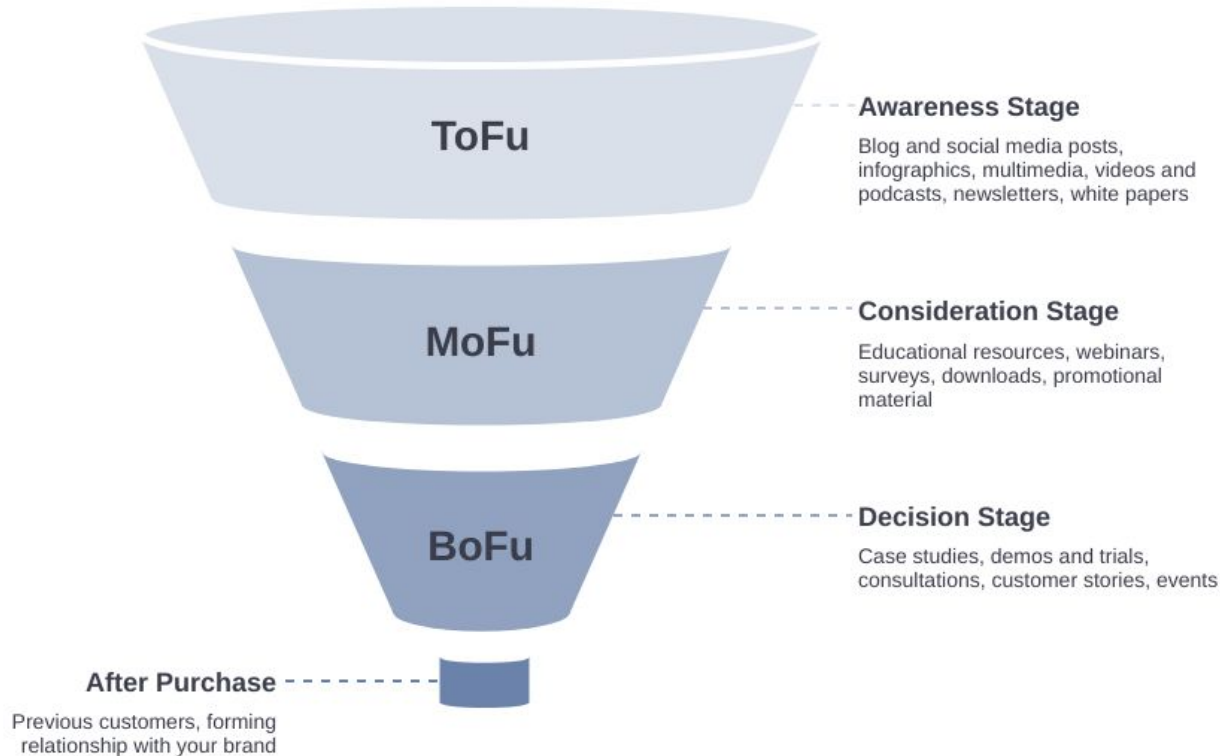 ToFu
Awareness Stage
Blog and social media posts,
infographics, multimedia, videos and
podcasts, newsletters, white papers
MoFu
Consideration Stage
Educational resources, webinars,
surveys, downloads, promotional
material
BoFu
Decision Stage
Case studies, demos and trials,
consultations, customer stories, events
After Purchase
Previous customers, forming
relationship with your brand